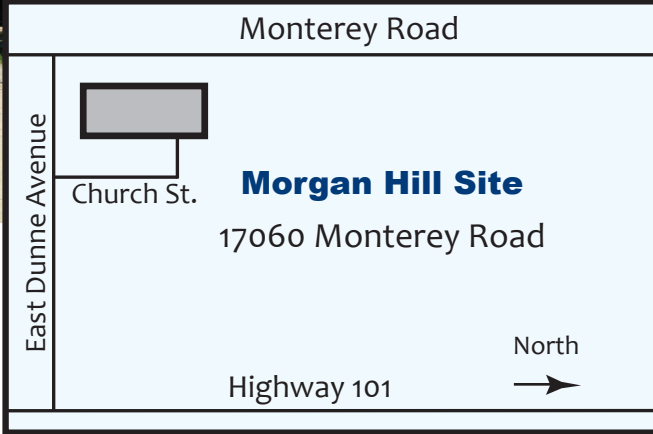 Monterey Road
East Dunne Avenue
Church St.
Morgan Hill Site
17060 Monterey Road
North
Highway 101